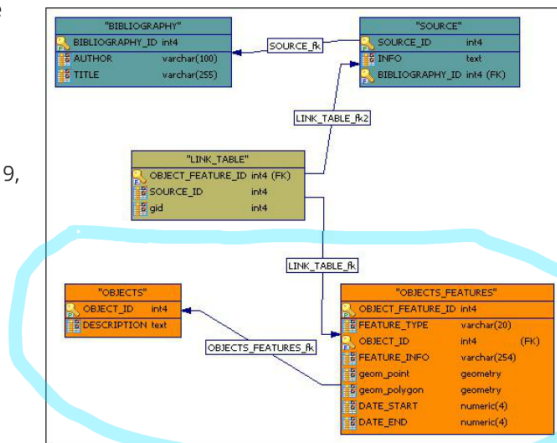 e
9,
"BIBLIOGRAPHY"
BIBLIOGRAPHY_ID int4
AUTHOR varchar(100)
TITLE varchar(255)
SOURCE_fk
"SOURCE"
SOURCE_ID int4
INFO text
BIBLIOGRAPHY_ID int4 (FK)
LINK_TABLE_fk2
"LINK_TABLE"
OBJECT_FEATURE_ID int4 (FK)
SOURCE_ID int4
gid int4
LINK_TABLE_fk
"OBJECTS"
OBJECT_ID int4
DESCRIPTION text
OBJECTS_FEATURES_fk
"OBJECTS_FEATURES"
OBJECT_FEATURE_ID int4
FEATURE_TYPE varchar(20)
OBJECT_ID int4 (FK)
FEATURE_INFO varchar(254)
geom_point geometry
geom_polygon geometry
DATE_START numeric(4)
DATE_END numeric(4)